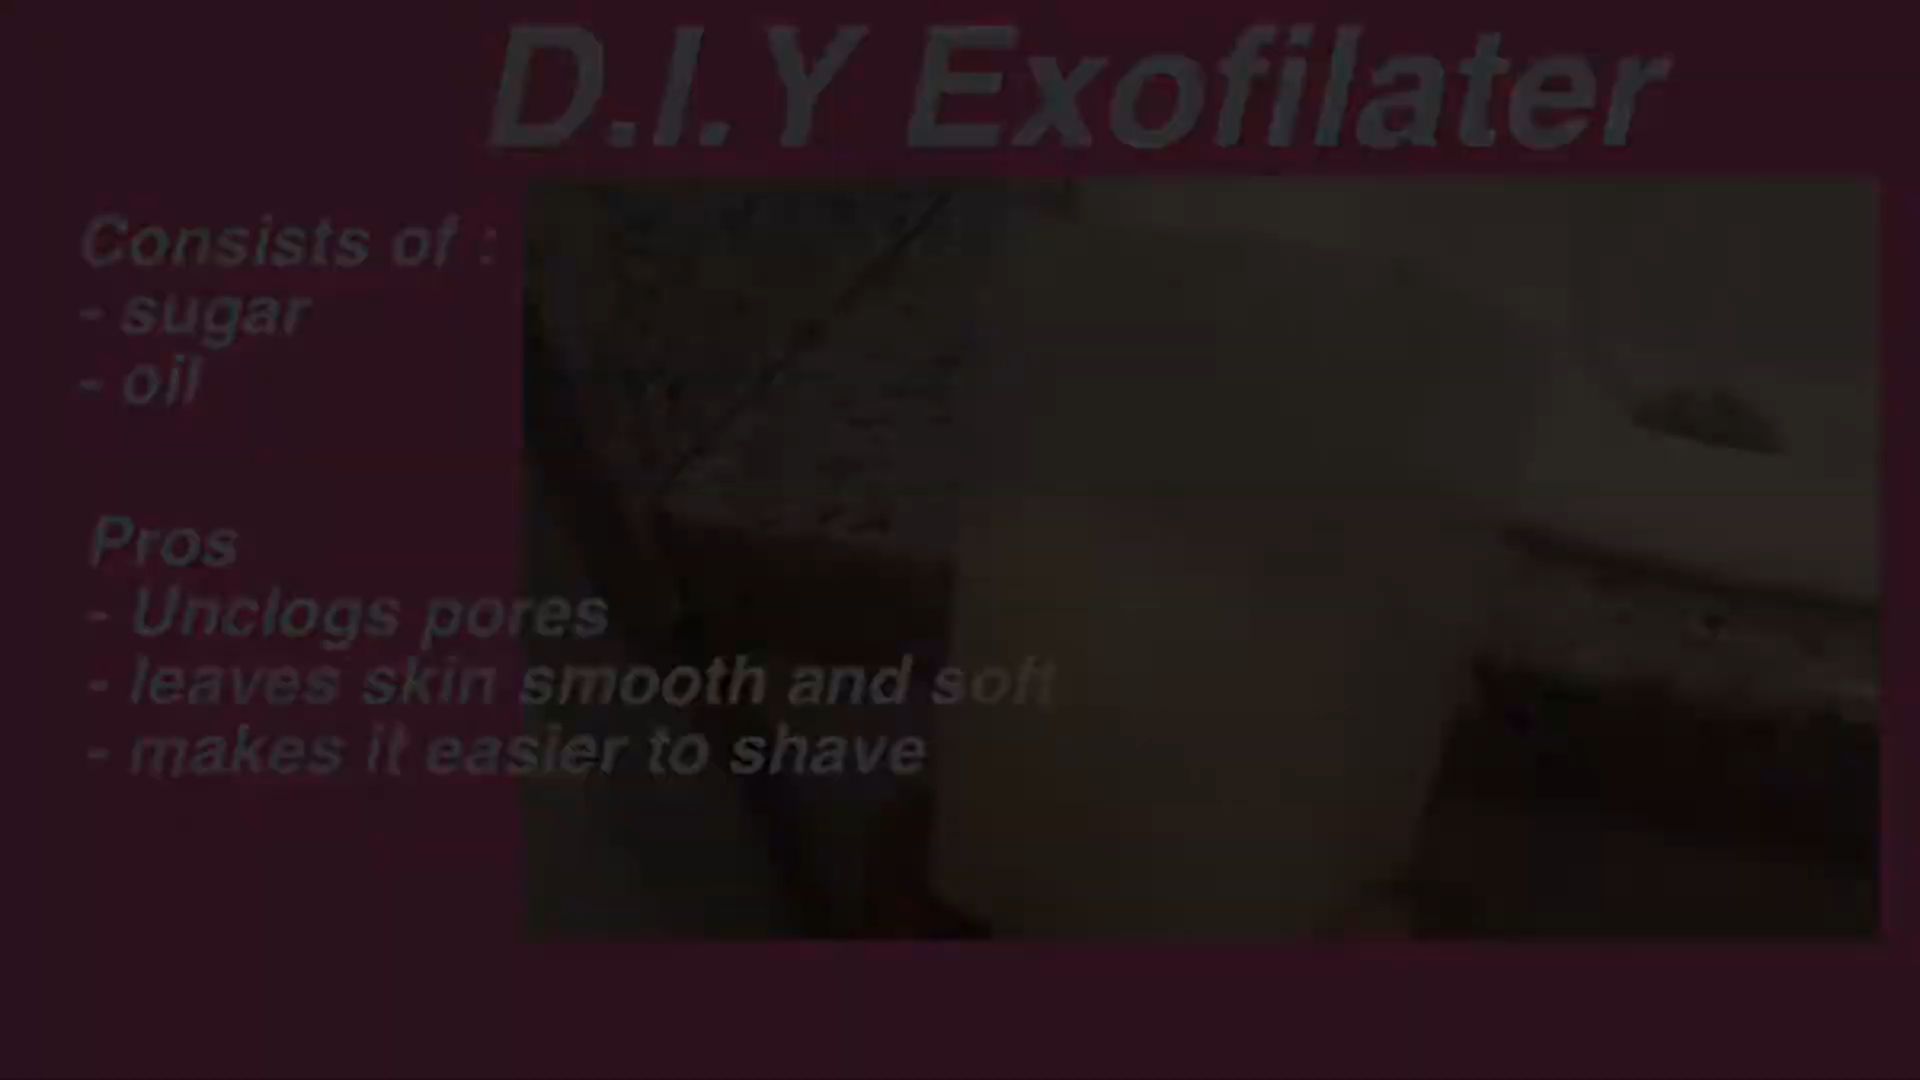 D.I.Y Exofilater
Consists of :
- sugar
- oil
Pros
- Unclogs pores
- leaves skin smooth and soft
- makes it easier to shave